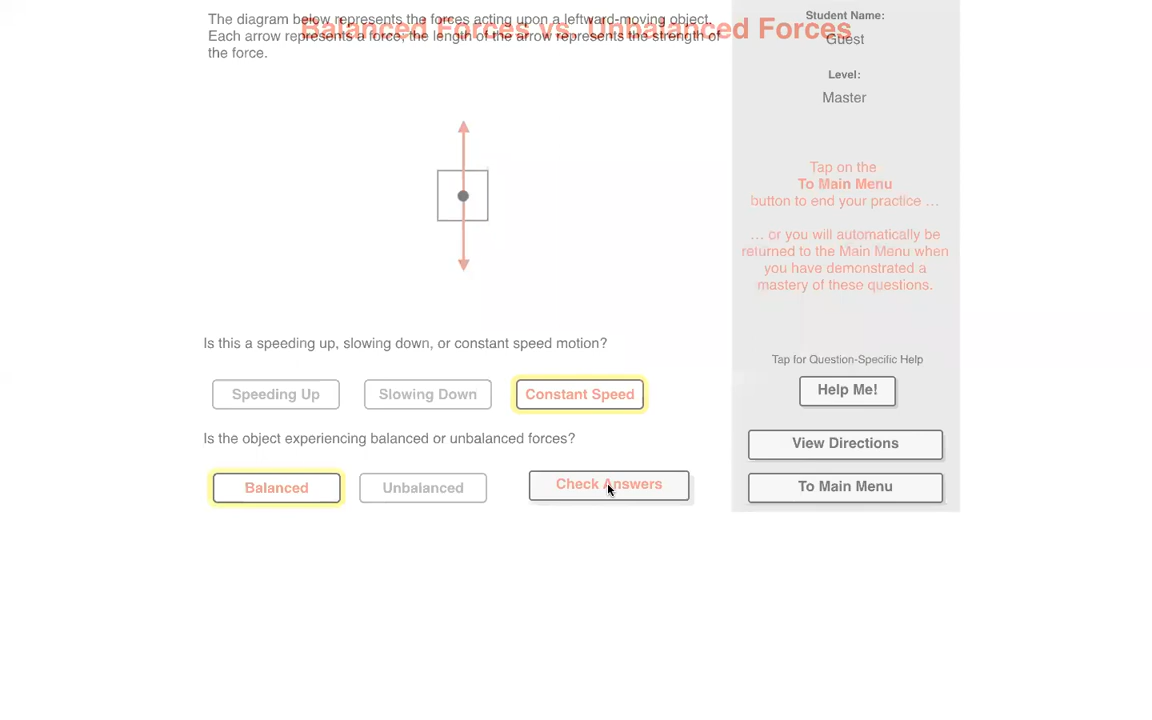 Balanced Forces vs. Unbalanced Forces
The diagram below represents the forces acting upon a leftward-moving object.
Each arrow represents a force; the length of the arrow represents the strength of
the force.
Is this a speeding up, slowing down, or constant speed motion?
Speeding Up
Slowing Down
Constant Speed
Is the object experiencing balanced or unbalanced forces?
Balanced
Unbalanced
Check Answers
Student Name:
Guest
Level:
Master
Tap on the
To Main Menu
button to end your practice ...
... or you will automatically be
returned to the Main Menu when
you have demonstrated a
mastery of these questions.
Tap for Question-Specific Help
Help Me!
View Directions
To Main Menu